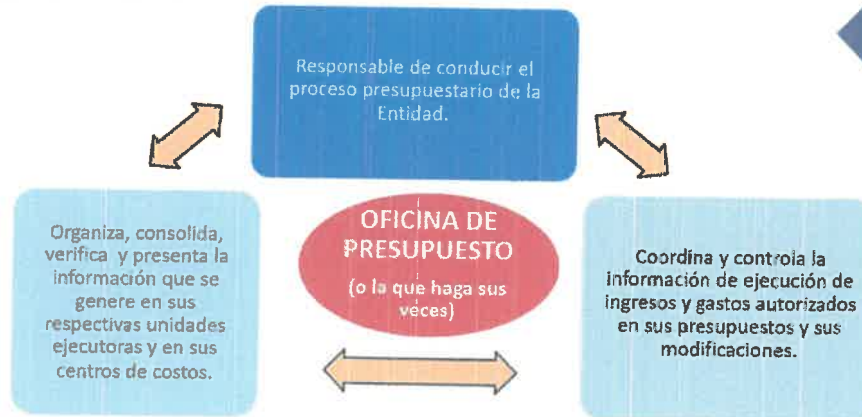 Responsable de conducir el
proceso presupuestario de la
Entidad.
OFICINA DE
PRESUPUESTO
(o la que haga sus
veces)
Organiza, consolida,
verifica y presenta la
información que se
genere en sus
respectivas unidades
ejecutoras y en sus
centros de costos.
Coordina y controla la
información de ejecución de
ingresos y gastos autorizados
en sus presupuestos y sus
modificaciones.